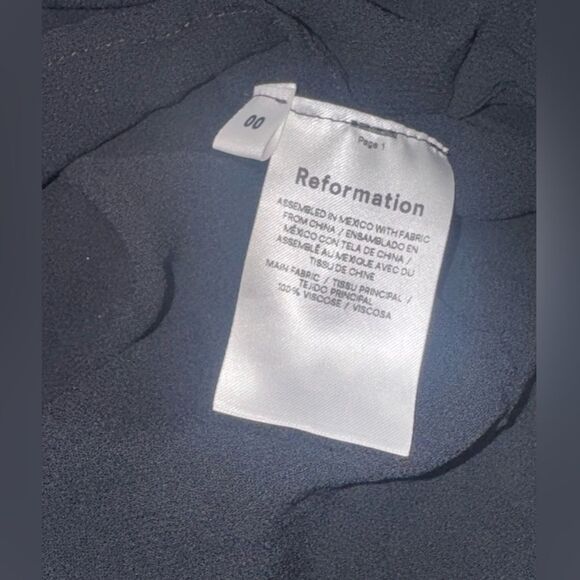 00
Page 1
Reformation
ASSEMBLED IN MEXICO WITH FABRIC
FROM CHINA / ENSAMBLADO EN
MÉXICO CON TELA DE CHINA /
ASSEMBLÉ AU MEXIQUE AVEC DU
TISSU DE CHINE
MAIN FABRIC / TISSU PRINCIPAL /
TEJIDO PRINCIPAL
100% VISCOSE / VISCOSA